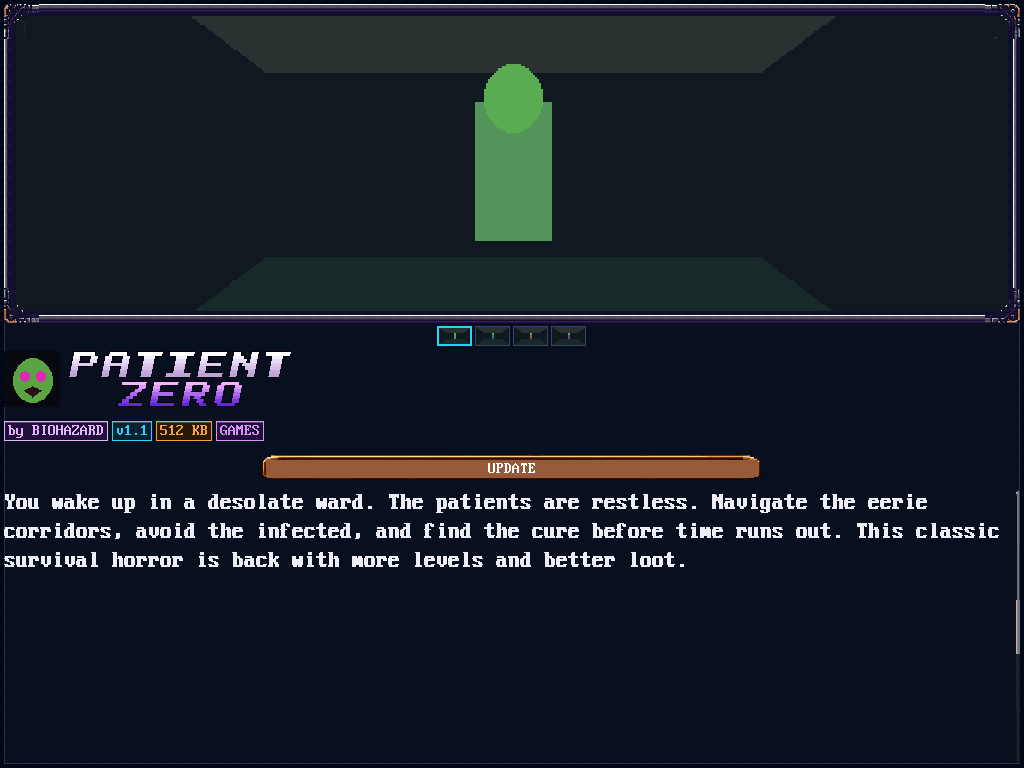 PATIENT
ZERO
by BIOHAZARD v1.1 512 KB GAMES
UPDATE
You wake up in a desolate ward. The patients are restless. Navigate the eerie
corridors, avoid the infected, and find the cure before time runs out. This classic
survival horror is back with more levels and better loot.